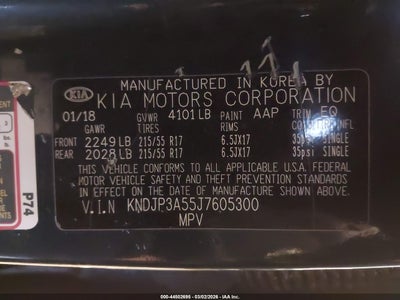 MANUFACTURED IN KOREA BY
KIA KIA MOTORS CORPORATION
01/18 GVWR 4101LB PAINT AAP TRIM EQ
GAWR TIRES RIMS
FRONT 2249LB 215/55 R17 6.5JX17 35psi SINGLE
REAR 2028LB 215/55 R17 6.5JX17 35psi SINGLE
THIS VEHICLE CONFORMS TO ALL APPLICABLE U.S.A. FEDERAL
MOTOR VEHICLE SAFETY AND THEFT PREVENTION STANDARDS
IN EFFECT ON THE DATE OF MANUFACTURE SHOWN ABOVE.
V.I.N KNDJP3A55J7605300
MPV
P74
STOCK #: 44502695 - 03/02/2026 - IAA Inc.